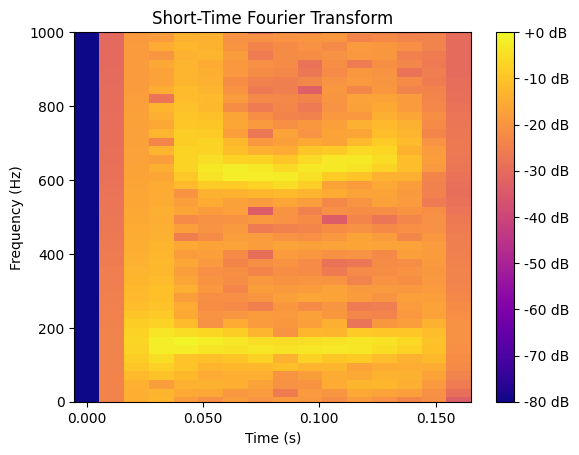 Short-Time Fourier Transform
1000
800
600
400
200
0
Frequency (Hz)
0.000
0.050
0.100
0.150
Time (s)
+0 dB
-10 dB
-20 dB
-30 dB
-40 dB
-50 dB
-60 dB
-70 dB
-80 dB